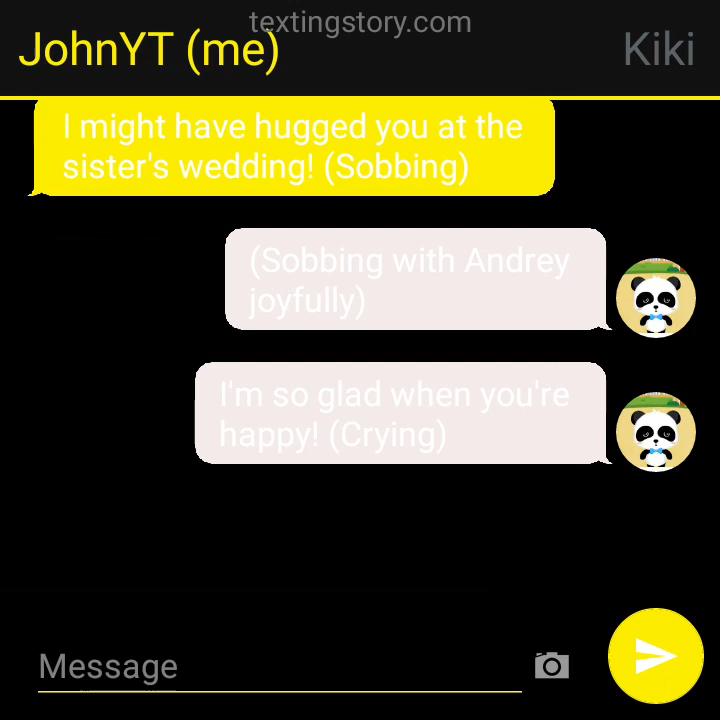 textingstory.com
JohnYT (me)
Kiki
I might have hugged you at the
sister's wedding! (Sobbing)
(Sobbing with Andrey
joyfully)
I'm so glad when you're
happy! (Crying)
Message